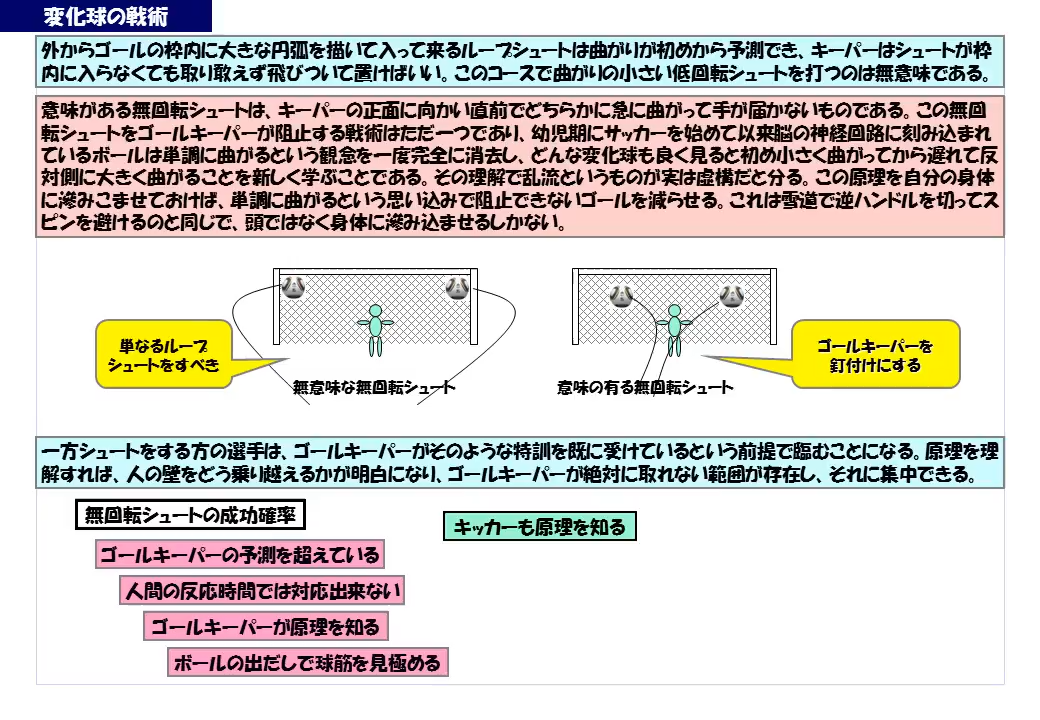 変化球の戦術
外からゴールの枠内に大きな円弧を描いて入って来るループシュートは曲がりが初めから予測でき、キーパーはシュートが枠
内に入らなくても取り敢えず飛びついて置けばいい。このコースで曲がりの小さい低回転シュートを打つのは無意味である。
意味がある無回転シュートは、キーパーの正面に向かい直前でどちらかに急に曲がって手が届かないものである。この無回
転シュートをゴールキーパーが阻止する戦術はただ一つであり、幼児期にサッカーを始めて以来脳の神経回路に刻み込まれ
ているボールは単調に曲がるという観念を一度完全に消去し、どんな変化球も良く見ると初め小さく曲がってから遅れて反
対側に大きく曲がることを新しく学ぶことである。その理解で乱流というものが実は虚構だと分る。この原理を自分の身体
に滲みこませておけば、単調に曲がるという思い込みで阻止できないゴールを減らせる。これは雪道で逆ハンドルを切ってス
ピンを避けるのと同じで、頭ではなく身体に滲み込ませるしかない。
単なるループ
シュートをすべき
無意味な無回転シュート
意味の有る無回転シュート
ゴールキーパーを
釘付けにする
一方シュートをする方の選手は、ゴールキーパーがそのような特訓を既に受けているという前提で臨むことになる。原理を理
解すれば、人の壁をどう乗り越えるかが明白になり、ゴールキーパーが絶対に取れない範囲が存在し、それに集中できる。
無回転シュートの成功確率
キッカーも原理を知る
ゴールキーパーの予測を超えている
人間の反応時間では対応出来ない
ゴールキーパーが原理を知る
ボールの出だしで球筋を見極める